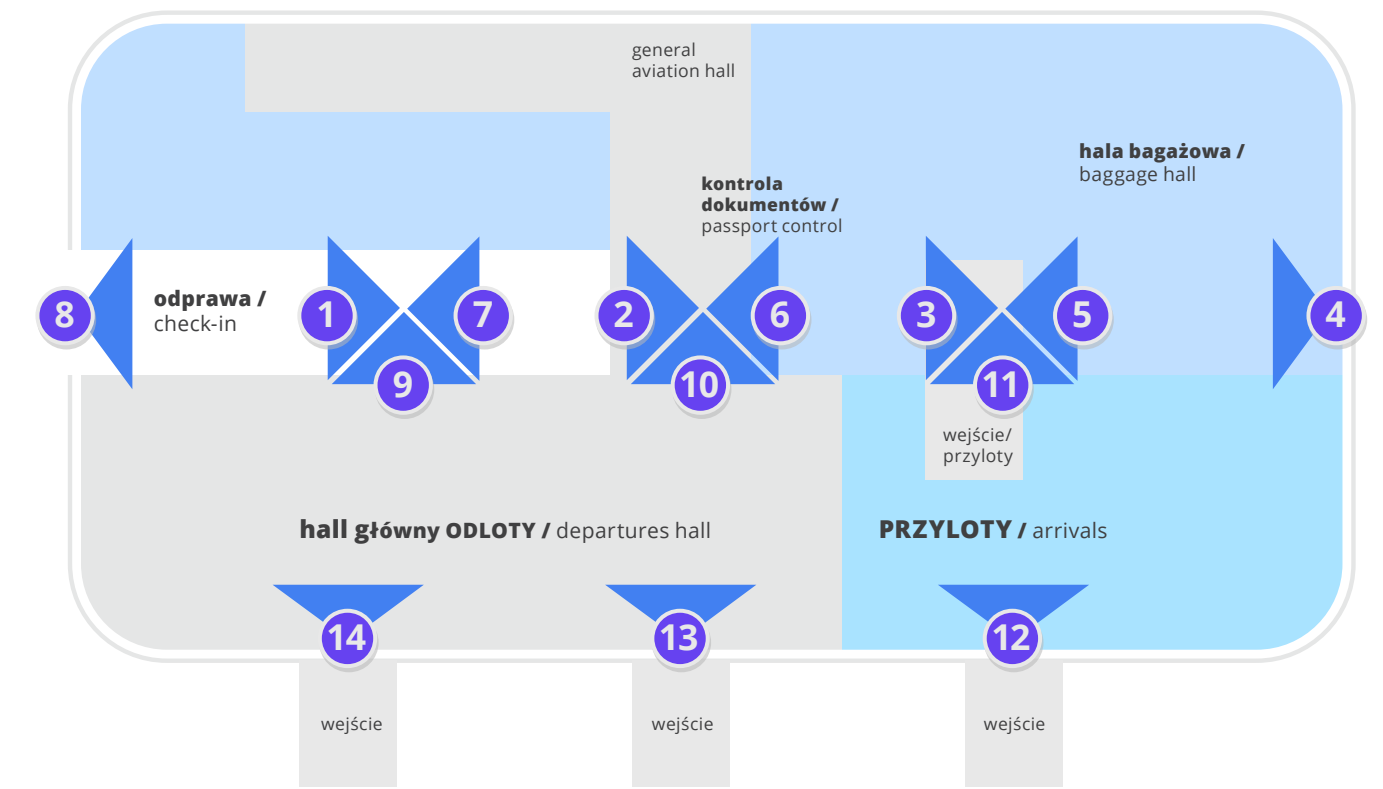 general
aviation hall
hala bagażowa /
baggage hall
kontrola
dokumentów /
passport control
odprawa /
check-in
8
1
7
2
6
3
5
4
9
10
11
wejście/
przyloty
hall główny ODLOTY / departures hall
PRZYLOTY / arrivals
14
13
12
wejście
wejście
wejście